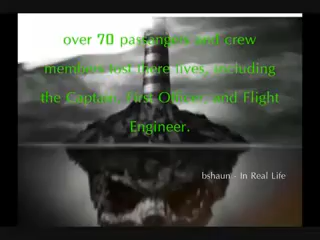 over 70 passengers and crew
members lost there lives, including
the Captain, First Officer, and Flight
Engineer.
bshaun - In Real Life